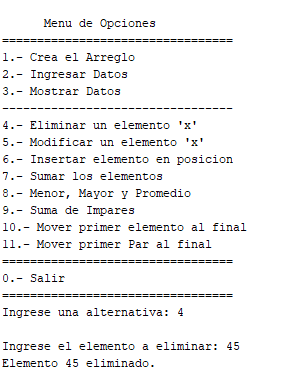 Menu de Opciones
=================================
1.- Crea el Arreglo
2.- Ingresar Datos
3.- Mostrar Datos
---------------------------------
4.- Eliminar un elemento 'x'
5.- Modificar un elemento 'x'
6.- Insertar elemento en posicion
7.- Sumar los elementos
8.- Menor, Mayor y Promedio
9.- Suma de Impares
10.- Mover primer elemento al final
11.- Mover primer Par al final
=================================
0.- Salir
=================================
Ingrese una alternativa: 4
Ingrese el elemento a eliminar: 45
Elemento 45 eliminado.